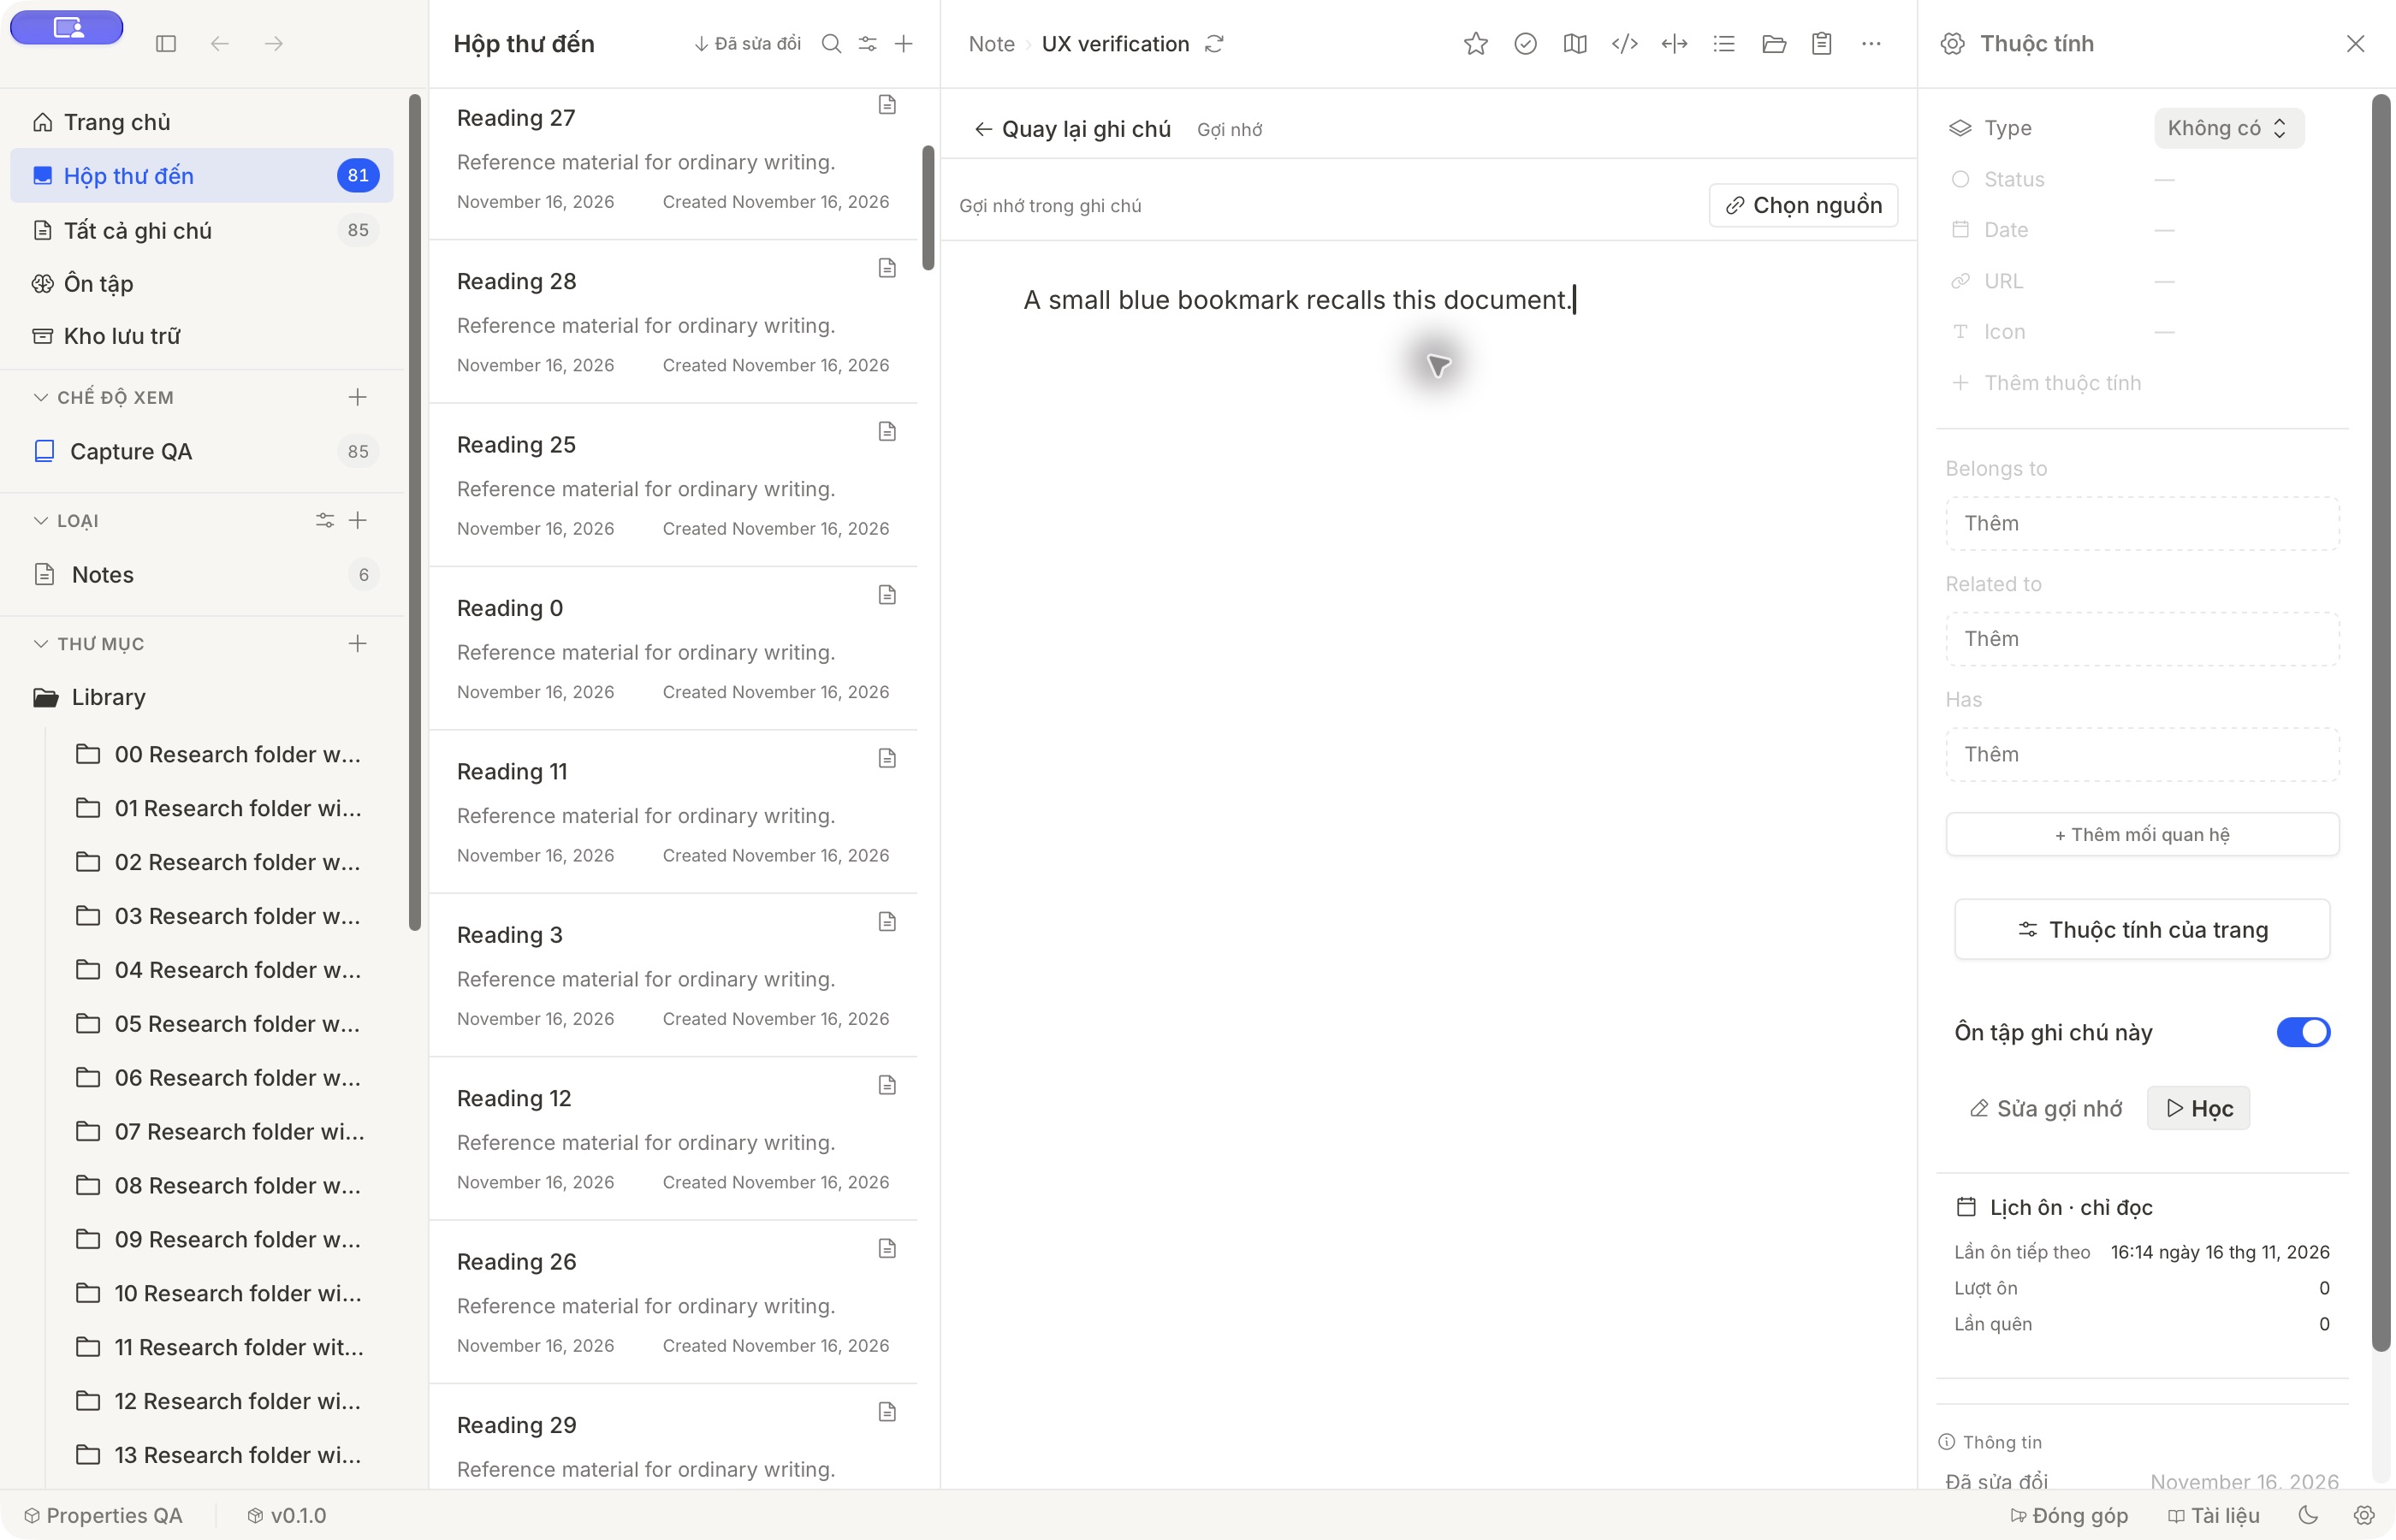 Trang chủ
Hộp thư đến 81
Tất cả ghi chú 85
Ôn tập
Kho lưu trữ
CHẾ ĐỘ XEM
Capture QA 85
LOẠI
Notes 6
THƯ MỤC
Library
00 Research folder w...
01 Research folder wi...
02 Research folder w...
03 Research folder w...
04 Research folder w...
05 Research folder w...
06 Research folder w...
07 Research folder wi...
08 Research folder w...
09 Research folder w...
10 Research folder wi...
11 Research folder wit...
12 Research folder wi...
13 Research folder wi...
Hộp thư đến
Đã sửa đổi
Reading 27
Reference material for ordinary writing.
November 16, 2026 Created November 16, 2026
Reading 28
Reference material for ordinary writing.
November 16, 2026 Created November 16, 2026
Reading 25
Reference material for ordinary writing.
November 16, 2026 Created November 16, 2026
Reading 0
Reference material for ordinary writing.
November 16, 2026 Created November 16, 2026
Reading 11
Reference material for ordinary writing.
November 16, 2026 Created November 16, 2026
Reading 3
Reference material for ordinary writing.
November 16, 2026 Created November 16, 2026
Reading 12
Reference material for ordinary writing.
November 16, 2026 Created November 16, 2026
Reading 26
Reference material for ordinary writing.
November 16, 2026 Created November 16, 2026
Reading 29
Reference material for ordinary writing.
Note › UX verification
Quay lại ghi chú Gợi nhớ
Gợi nhớ trong ghi chú Chọn nguồn
A small blue bookmark recalls this document.
Thuộc tính
Type Không có
Status —
Date —
URL —
Icon —
Thêm thuộc tính
Belongs to
Thêm
Related to
Thêm
Has
Thêm
+ Thêm mối quan hệ
Thuộc tính của trang
Ôn tập ghi chú này
Sửa gợi nhớ Học
Lịch ôn · chỉ đọc
Lần ôn tiếp theo 16:14 ngày 16 thg 11, 2026
Lượt ôn 0
Lần quên 0
Thông tin
Đã sửa đổi November 16, 2026
Properties QA v0.1.0
Đóng góp Tài liệu